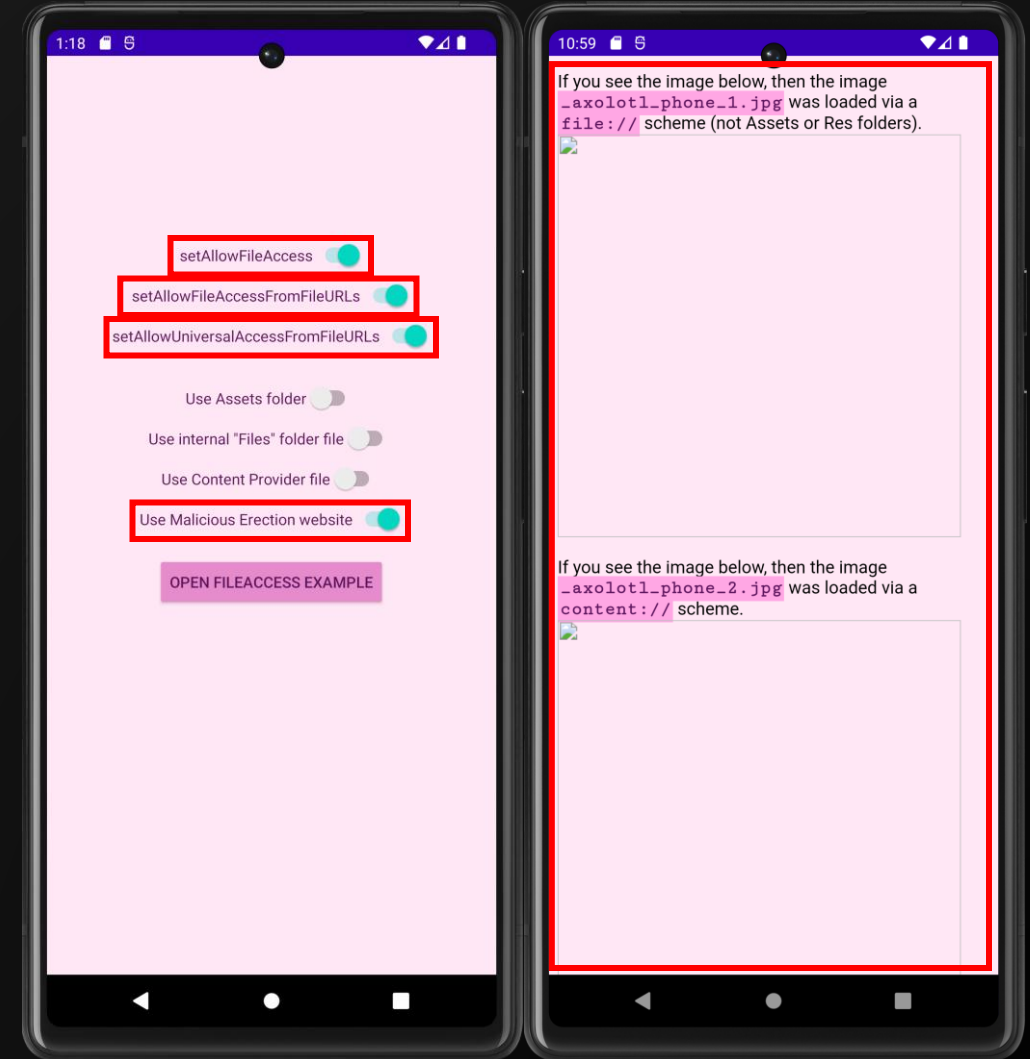 1:18
setAllowFileAccess
setAllowFileAccessFromFileURLs
setAllowUniversalAccessFromFileURLs
Use Assets folder
Use internal "Files" folder file
Use Content Provider file
Use Malicious Erection website
OPEN FILEACCESS EXAMPLE
10:59
If you see the image below, then the image
_axolotl_phone_1.jpg was loaded via a
file:// scheme (not Assets or Res folders).
If you see the image below, then the image
_axolotl_phone_2.jpg was loaded via a
content:// scheme.